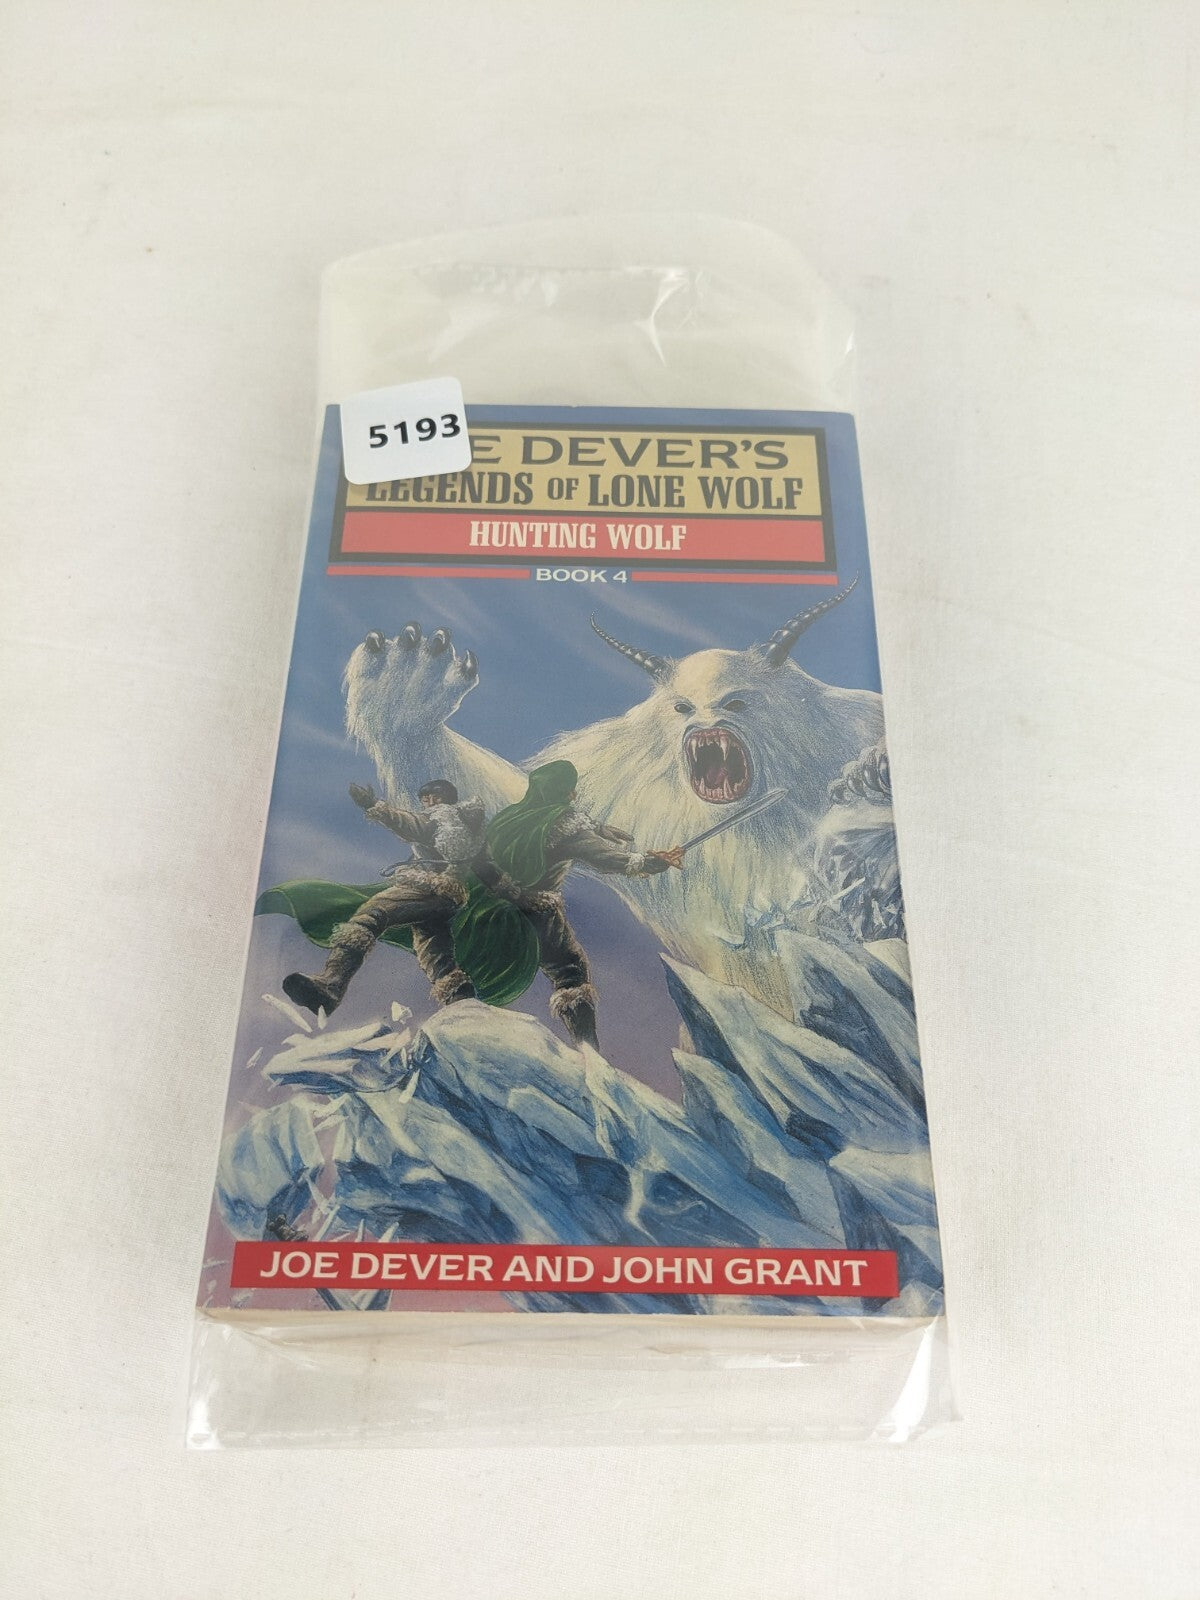 5193
E DEVER'S
LEGENDS OF LONE WOLF
HUNTING WOLF
BOOK 4
JOE DEVER AND JOHN GRANT